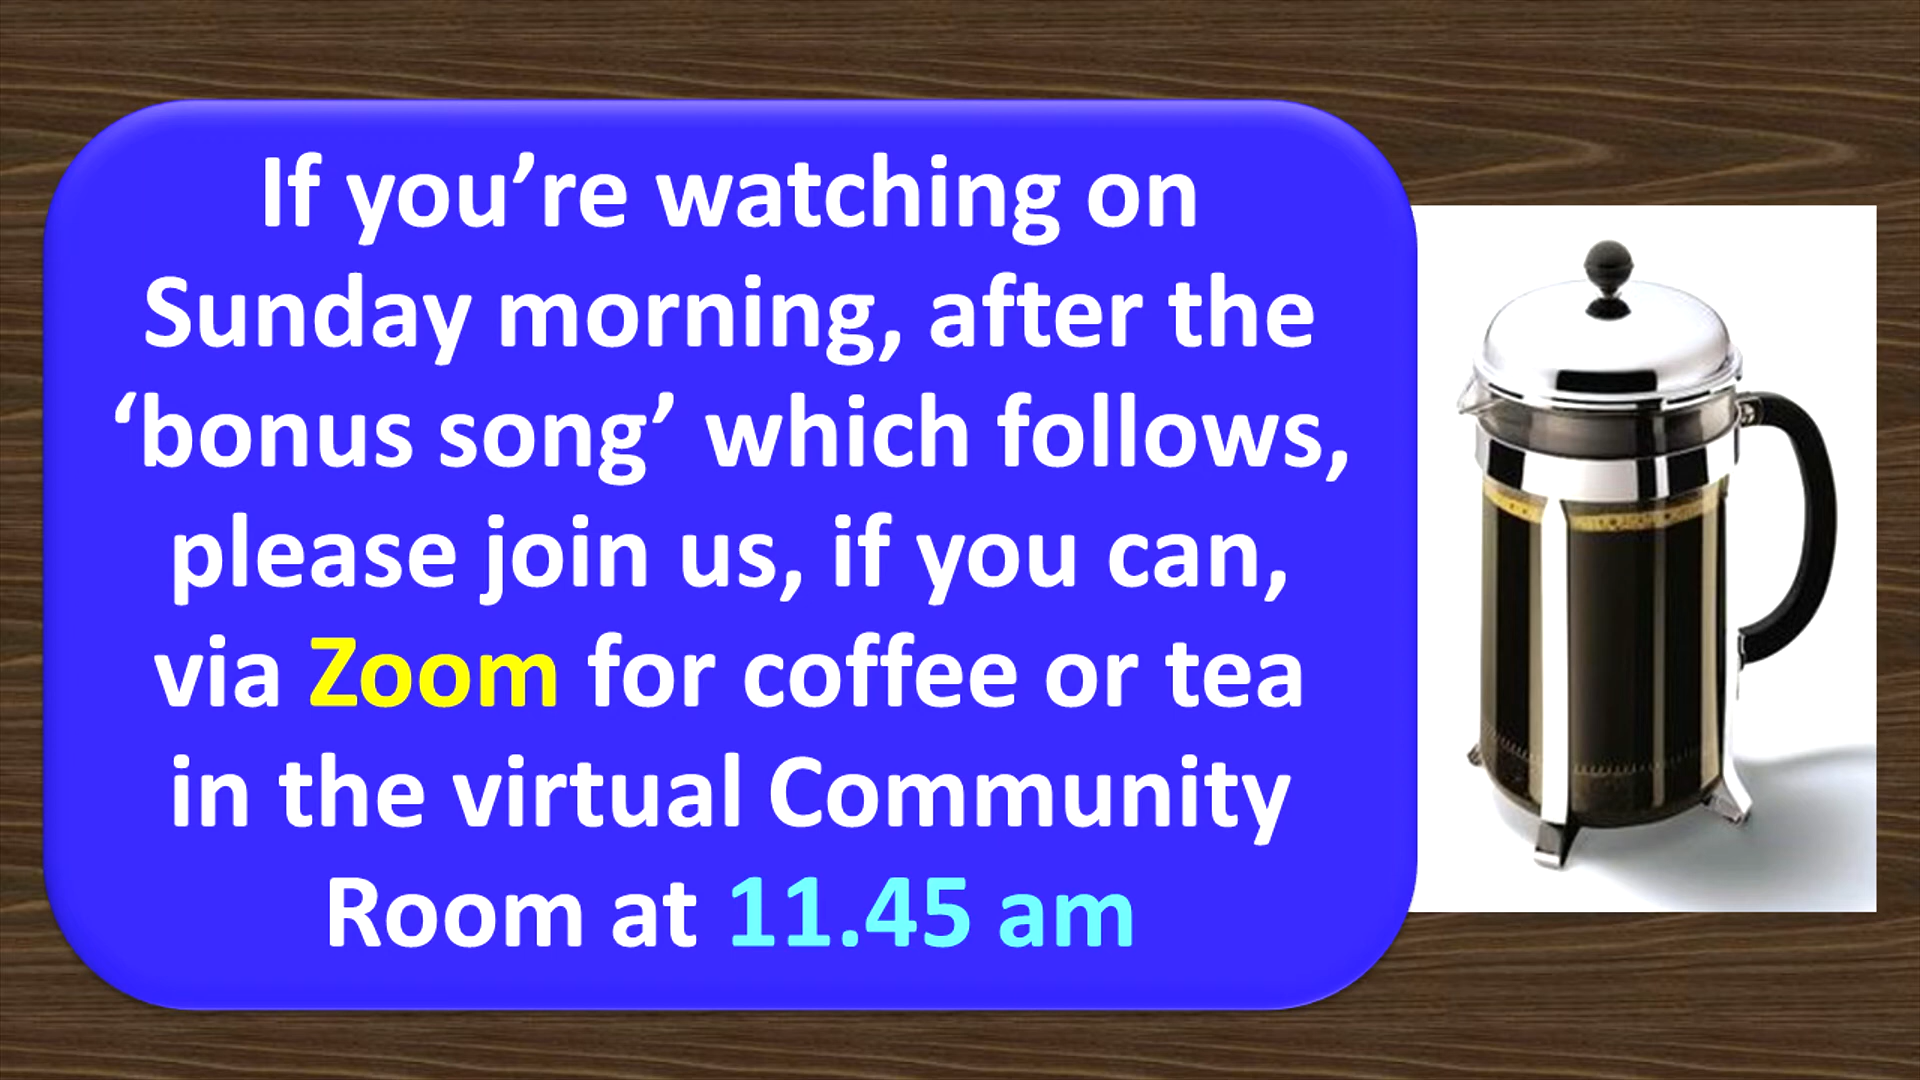 If you’re watching on
Sunday morning, after the
‘bonus song’ which follows,
please join us, if you can,
via Zoom for coffee or tea
in the virtual Community
Room at 11.45 am